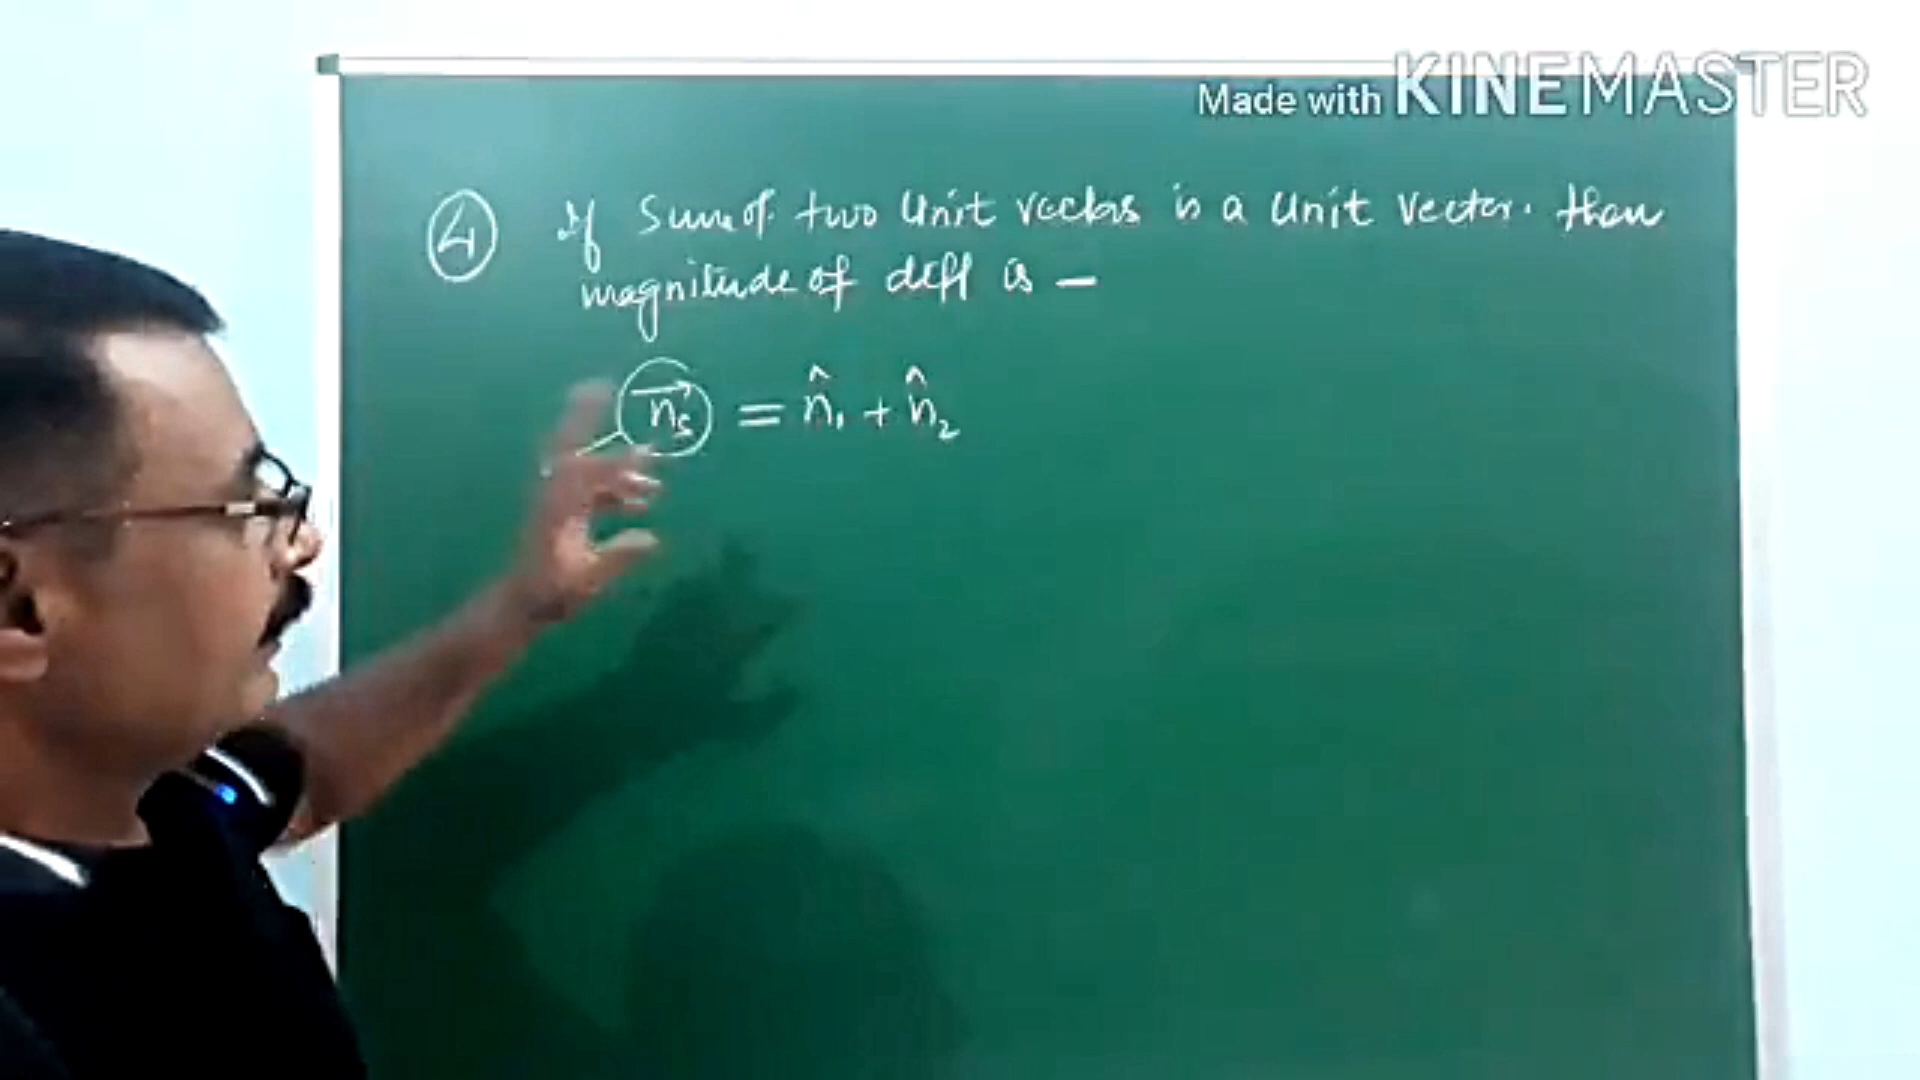 Made with KINEMASTER
④ If Sum of two Unit vectors is a Unit Vector. then
magnitude of diff is —
n⃗ₛ = n̂₁ + n̂₂